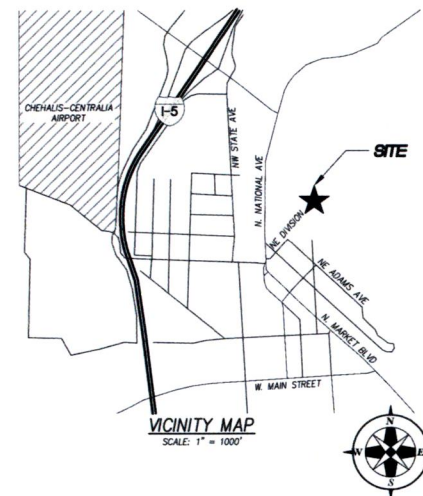 CHEHALIS-CENTRALIA
AIRPORT
I-5
NW STATE AVE
N. NATIONAL AVE
SITE
NE DIVISION
NE ADAMS AVE
N. MARKET BLVD
W. MAIN STREET
VICINITY MAP
SCALE: 1" = 1000'
N
W
E
S